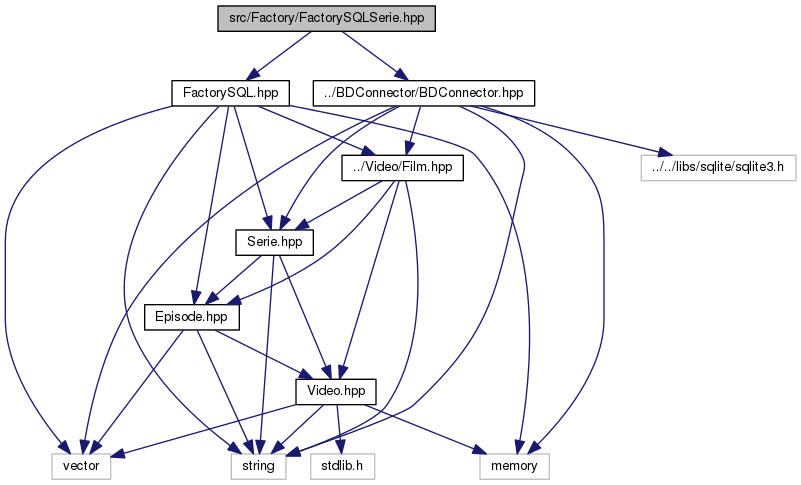 src/Factory/FactorySQLSerie.hpp
FactorySQL.hpp
../BDConnector/BDConnector.hpp
../Video/Film.hpp
../../libs/sqlite/sqlite3.h
Serie.hpp
Episode.hpp
Video.hpp
vector
string
stdlib.h
memory